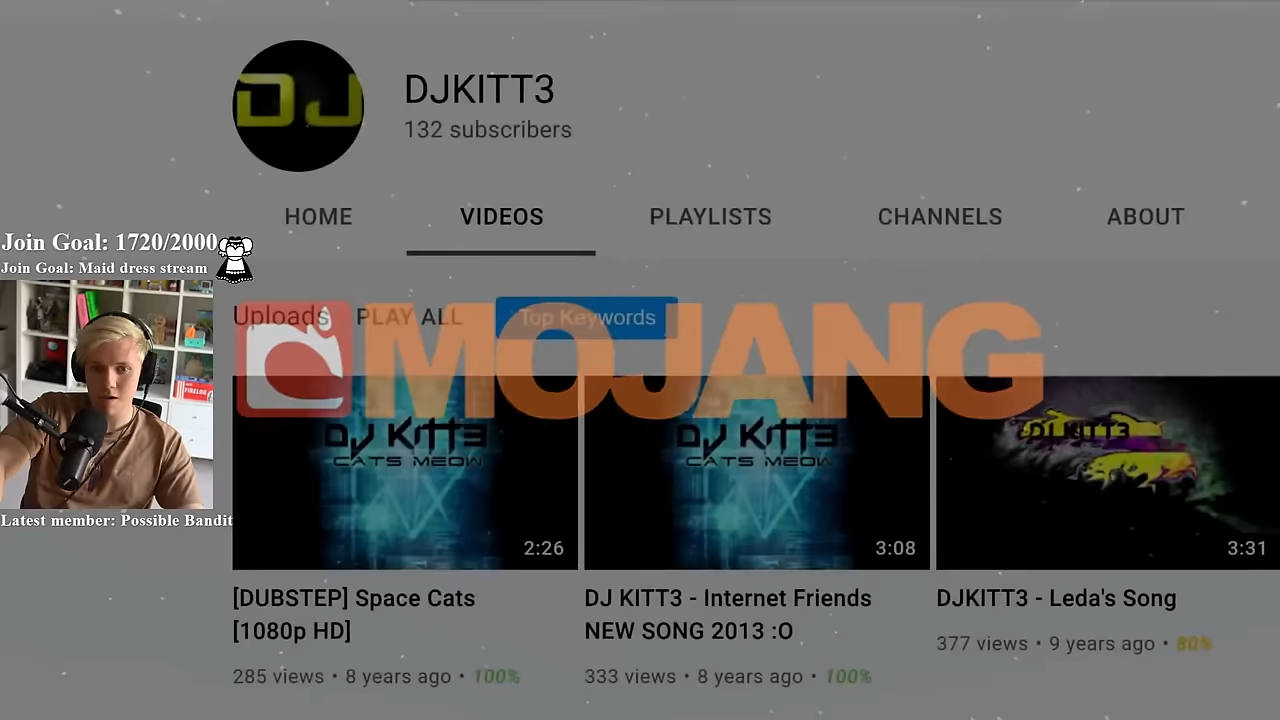 DJ
DJKITT3
132 subscribers
HOME
VIDEOS
PLAYLISTS
CHANNELS
ABOUT
Join Goal: 1720/2000
Join Goal: Maid dress stream
Uploads
PLAY ALL
Top Keywords
MOJANG
FIRELOG
DJ KITT3
CATS MEOW
2:26
DJ KITT3
CATS MEOW
3:08
DJ KITT3
3:31
Latest member: Possible Bandit
[DUBSTEP] Space Cats
[1080p HD]
285 views • 8 years ago • 100%
DJ KITT3 - Internet Friends
NEW SONG 2013 :O
333 views • 8 years ago • 100%
DJKITT3 - Leda's Song
377 views • 9 years ago • 80%